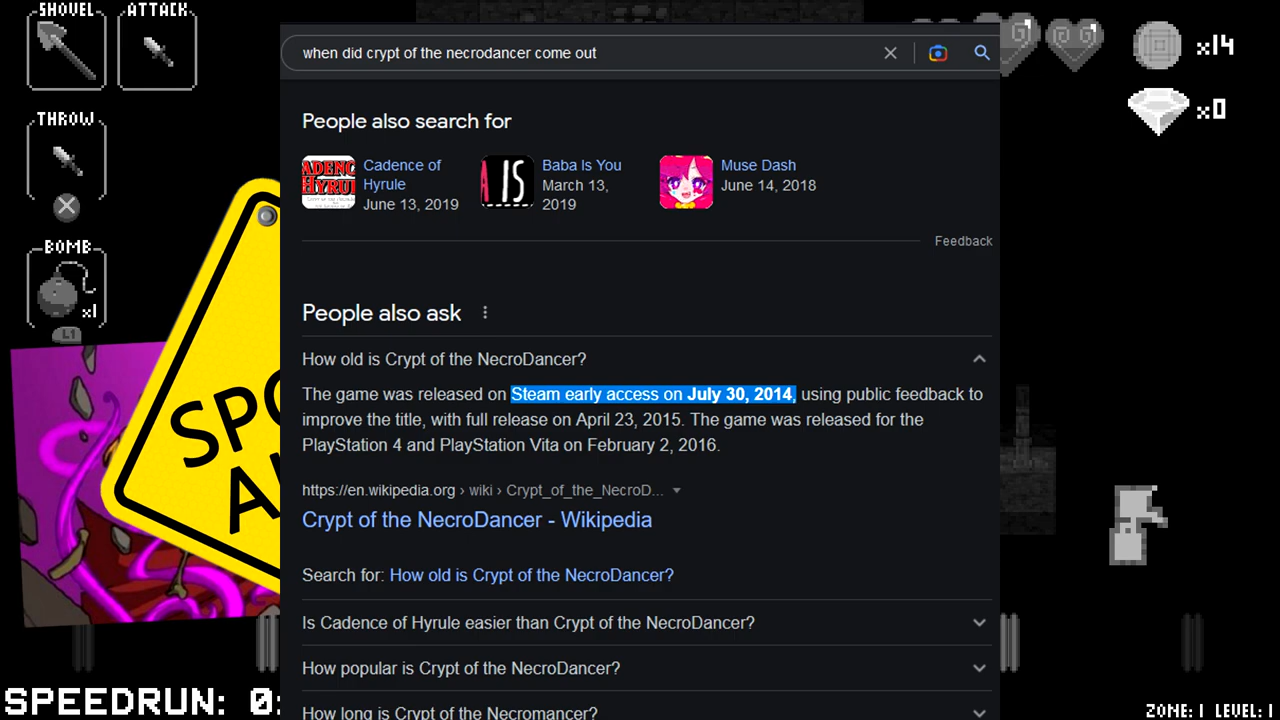 SHOVEL
ATTACK
x14
THROW
x0
BOMB
x1
L1
when did crypt of the necrodancer come out
People also search for
Cadence of
Hyrule
June 13, 2019
Baba Is You
March 13,
2019
Muse Dash
June 14, 2018
IS
HYRU
Feedback
People also ask
How old is Crypt of the NecroDancer?
The game was released on Steam early access on July 30, 2014, using public feedback to
improve the title, with full release on April 23, 2015. The game was released for the
PlayStation 4 and PlayStation Vita on February 2, 2016.
https://en.wikipedia.org › wiki › Crypt_of_the_NecroD...
Crypt of the NecroDancer - Wikipedia
Search for: How old is Crypt of the NecroDancer?
Is Cadence of Hyrule easier than Crypt of the NecroDancer?
How popular is Crypt of the NecroDancer?
How long is Crypt of the Necromancer?
SPO
A
SPEEDRUN: 0:
ZONE: 1 LEVEL: 1